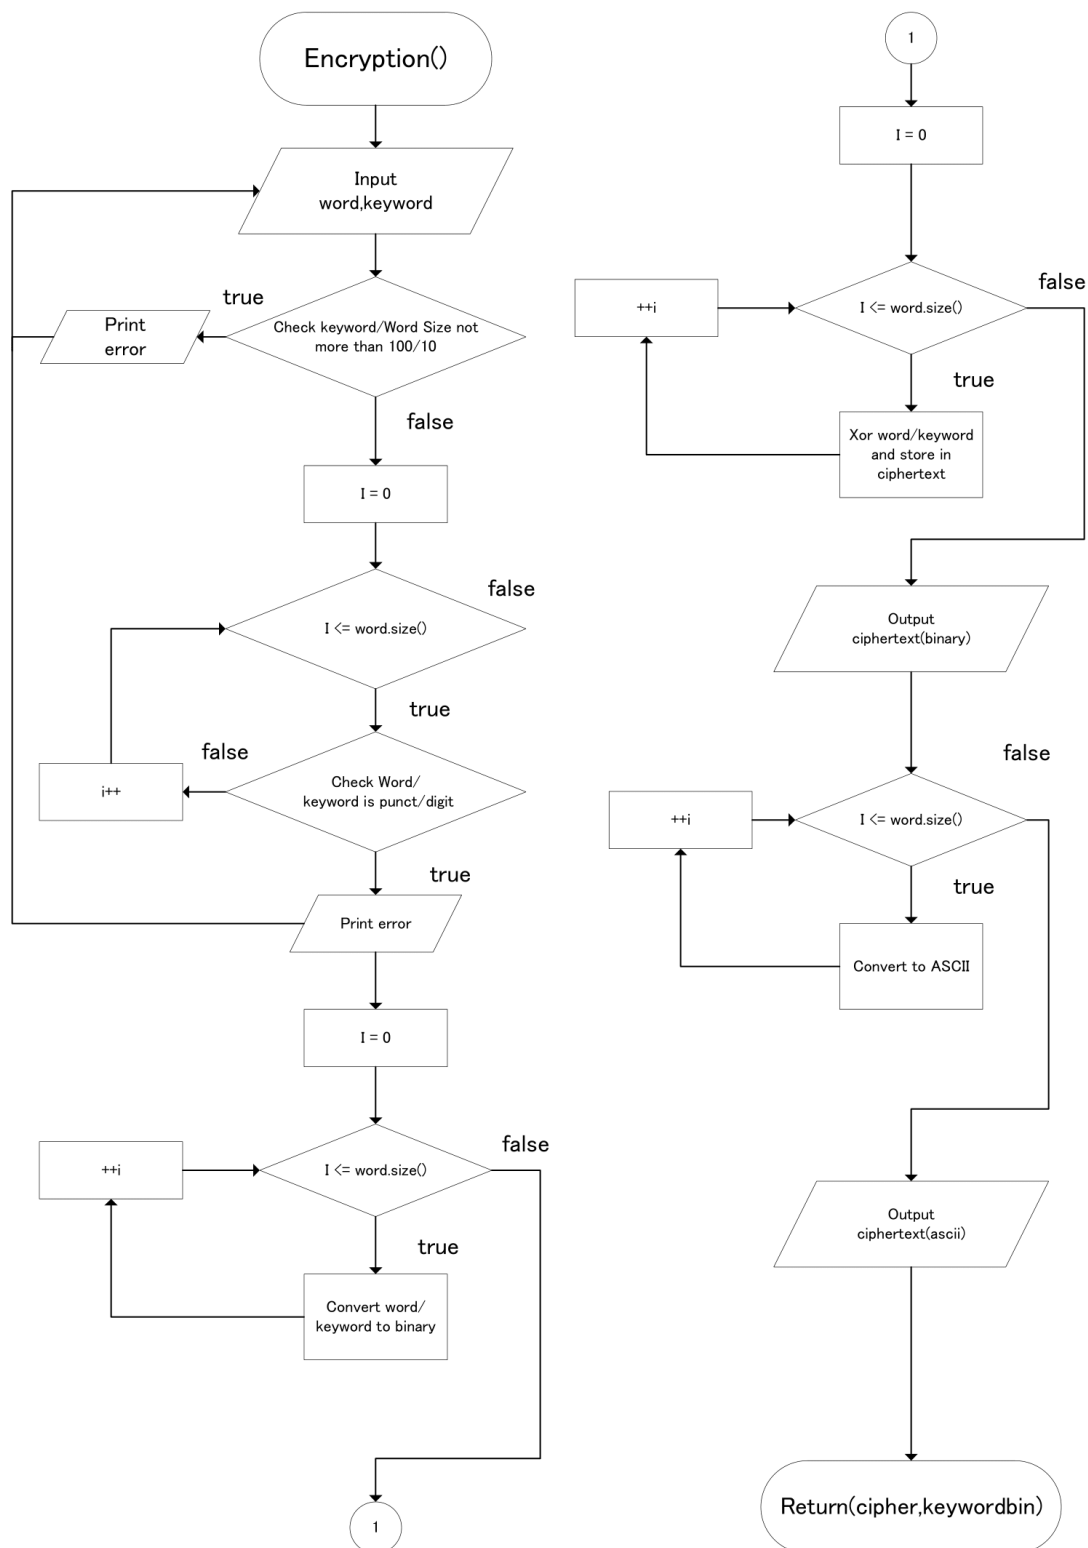 Encryption()
Input
word,keyword
true
Print
error
Check keyword/Word Size not
more than 100/10
false
I = 0
false
I <= word.size()
true
false
i++
Check Word/
keyword is punct/digit
true
Print error
I = 0
false
++i
I <= word.size()
true
Convert word/
keyword to binary
1
1
I = 0
false
++i
I <= word.size()
true
Xor word/keyword
and store in
ciphertext
Output
ciphertext(binary)
false
++i
I <= word.size()
true
Convert to ASCII
Output
ciphertext(ascii)
Return(cipher,keywordbin)